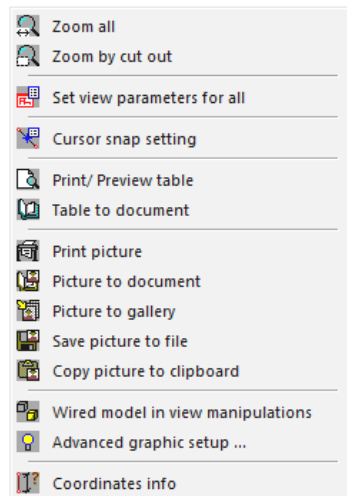 Zoom all
Zoom by cut out
Set view parameters for all
Cursor snap setting
Print/ Preview table
Table to document
Print picture
Picture to document
Picture to gallery
Save picture to file
Copy picture to clipboard
Wired model in view manipulations
Advanced graphic setup ...
Coordinates info